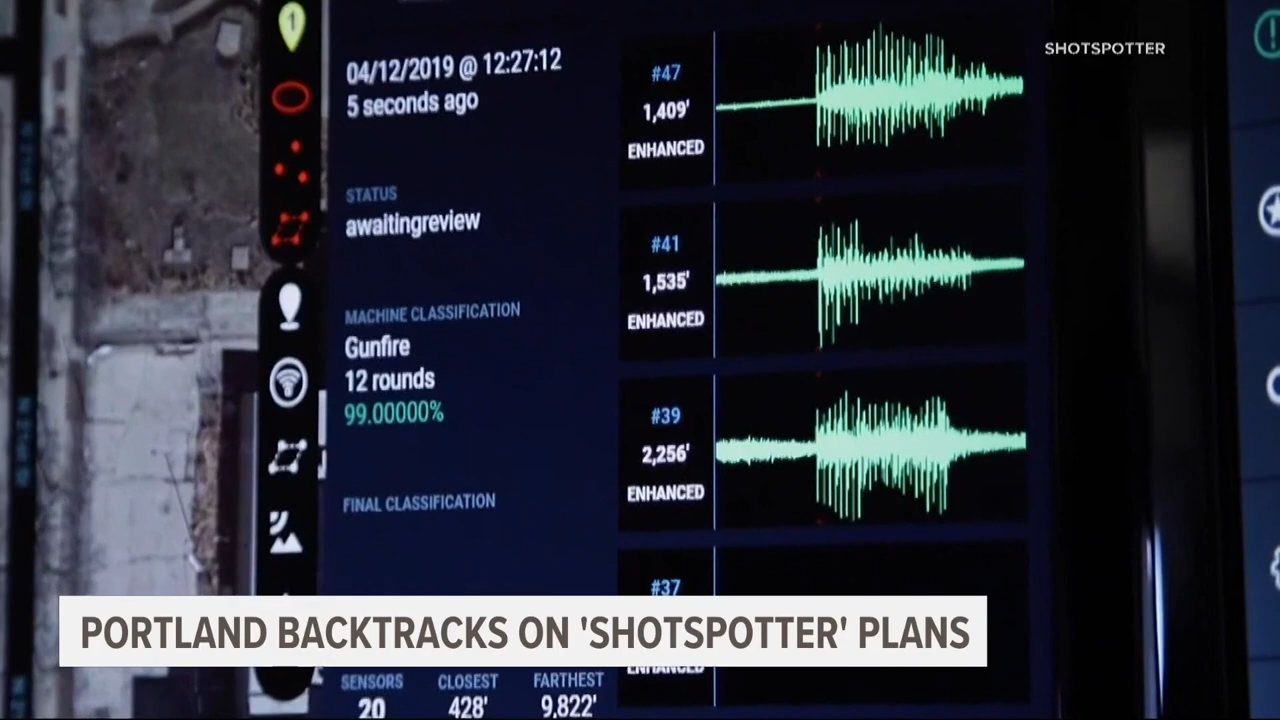 1
04/12/2019 @ 12:27:12
5 seconds ago
STATUS
awaitingreview
MACHINE CLASSIFICATION
Gunfire
12 rounds
99.00000%
FINAL CLASSIFICATION
#47
1,409'
ENHANCED
#41
1,535'
ENHANCED
#39
2,256'
ENHANCED
#37
ENHANCED
SHOTSPOTTER
PORTLAND BACKTRACKS ON 'SHOTSPOTTER' PLANS
SENSORS CLOSEST FARTHEST
20 428' 9,822'